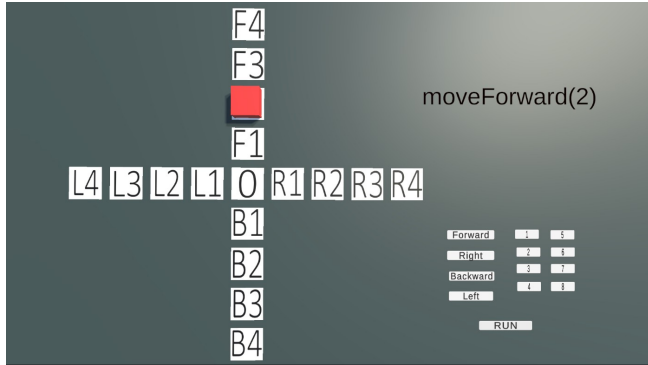 F4
F3
moveForward(2)
F1
L4 L3 L2 L1 0 R1 R2 R3 R4
B1
B2
B3
B4
Forward 1 5
Right 2 6
Backward 3 7
Left 4 8
RUN